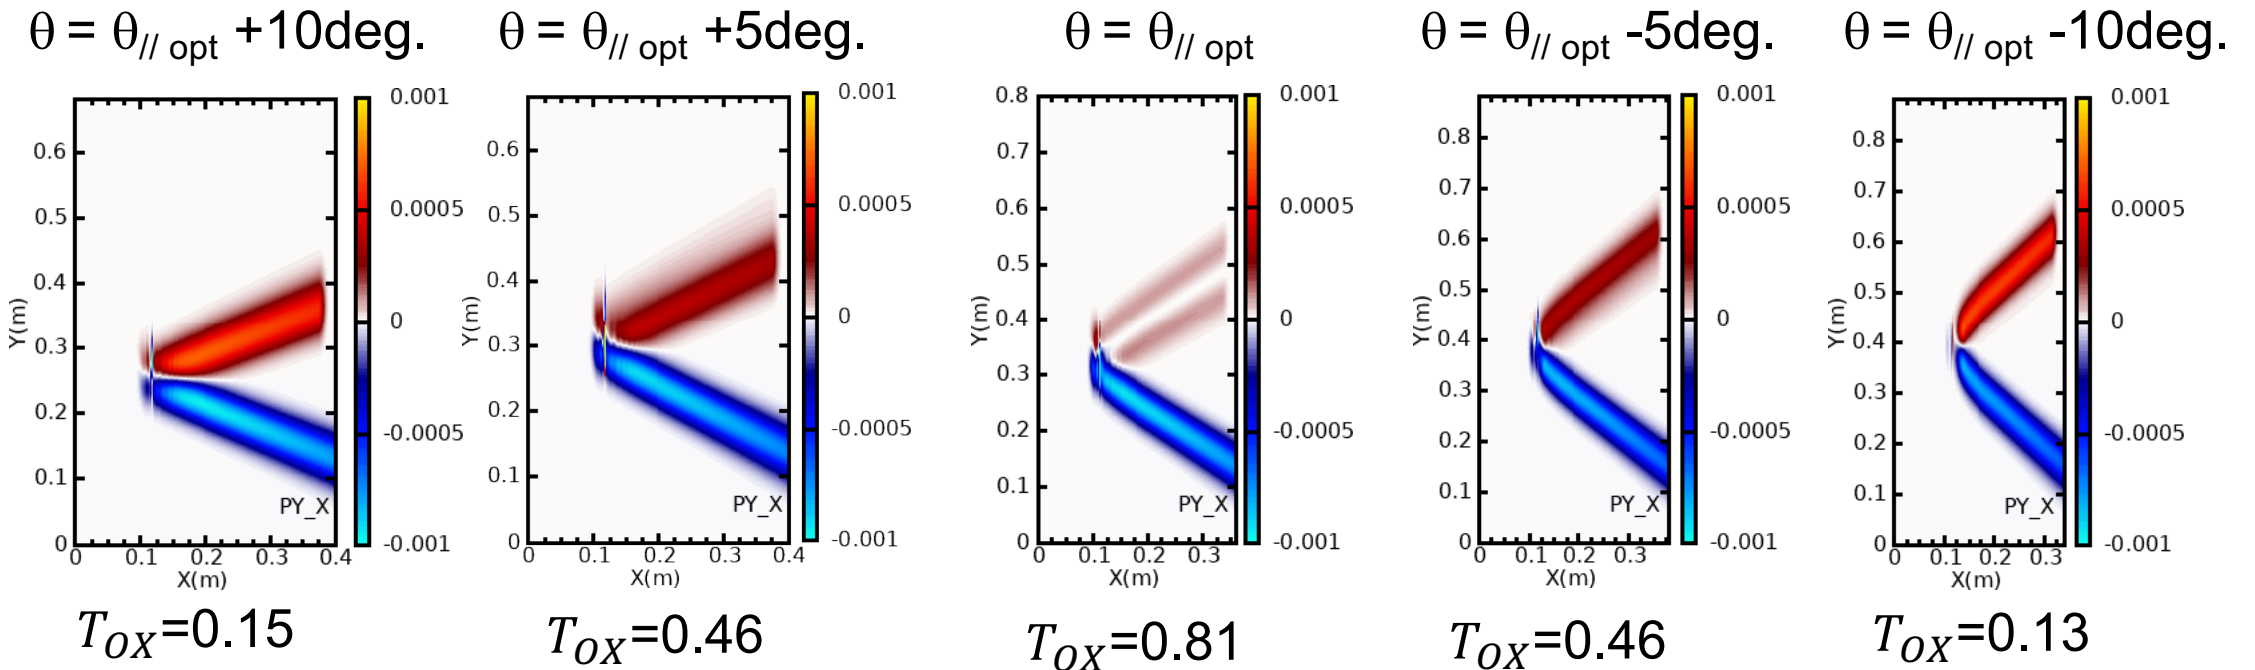 θ = θ// opt +10deg.
0.6
0.5
0.4
0.3
0.2
0.1
0
Y(m)
0 0.1 0.2 0.3 0.4
X(m)
PY_X
0.001
0.0005
0
-0.0005
-0.001
T_OX=0.15
θ = θ// opt +5deg.
0.6
0.5
0.4
0.3
0.2
0.1
0
Y(m)
0 0.1 0.2 0.3 0.4
X(m)
PY_X
0.001
0.0005
0
-0.0005
-0.001
T_OX=0.46
θ = θ// opt
0.8
0.7
0.6
0.5
0.4
0.3
0.2
0.1
0
Y(m)
0 0.1 0.2 0.3
X(m)
PY_X
0.001
0.0005
0
-0.0005
-0.001
T_OX=0.81
θ = θ// opt -5deg.
0.8
0.7
0.6
0.5
0.4
0.3
0.2
0.1
0
Y(m)
0 0.1 0.2 0.3
X(m)
PY_X
0.001
0.0005
0
-0.0005
-0.001
T_OX=0.46
θ = θ// opt -10deg.
0.8
0.7
0.6
0.5
0.4
0.3
0.2
0.1
0
Y(m)
0 0.1 0.2 0.3
X(m)
PY_X
0.001
0.0005
0
-0.0005
-0.001
T_OX=0.13